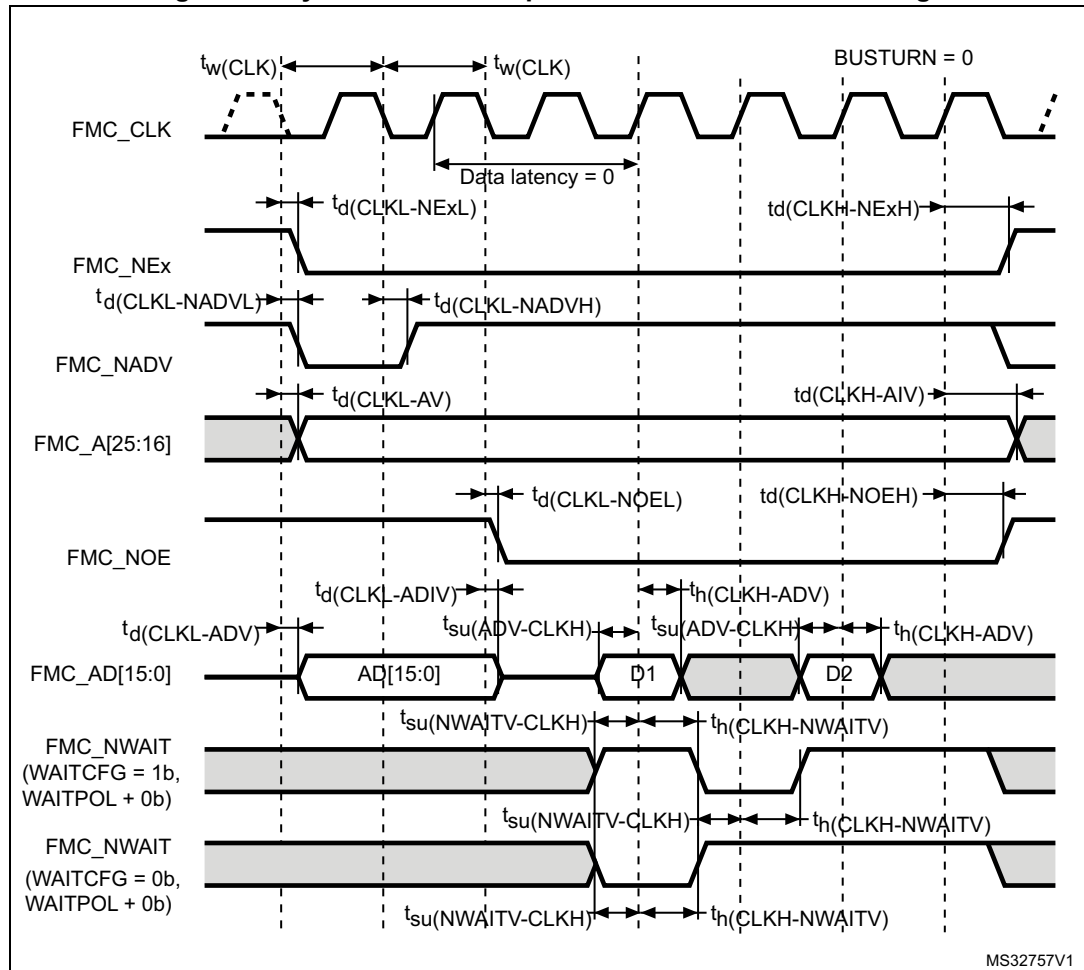 BUSTURN = 0
tw(CLK) tw(CLK)
FMC_CLK
Data latency = 0
td(CLKL-NExL) td(CLKH-NExH)
FMC_NEx
td(CLKL-NADVL) td(CLKL-NADVH)
FMC_NADV
td(CLKL-AV) td(CLKH-AIV)
FMC_A[25:16]
td(CLKL-NOEL) td(CLKH-NOEH)
FMC_NOE
td(CLKL-ADIV) th(CLKH-ADV)
td(CLKL-ADV) tsu(ADV-CLKH) tsu(ADV-CLKH) th(CLKH-ADV)
FMC_AD[15:0] AD[15:0] D1 D2
tsu(NWAITV-CLKH) th(CLKH-NWAITV)
FMC_NWAIT
(WAITCFG = 1b,
WAITPOL + 0b)
tsu(NWAITV-CLKH) th(CLKH-NWAITV)
FMC_NWAIT
(WAITCFG = 0b,
WAITPOL + 0b)
tsu(NWAITV-CLKH) th(CLKH-NWAITV)
MS32757V1